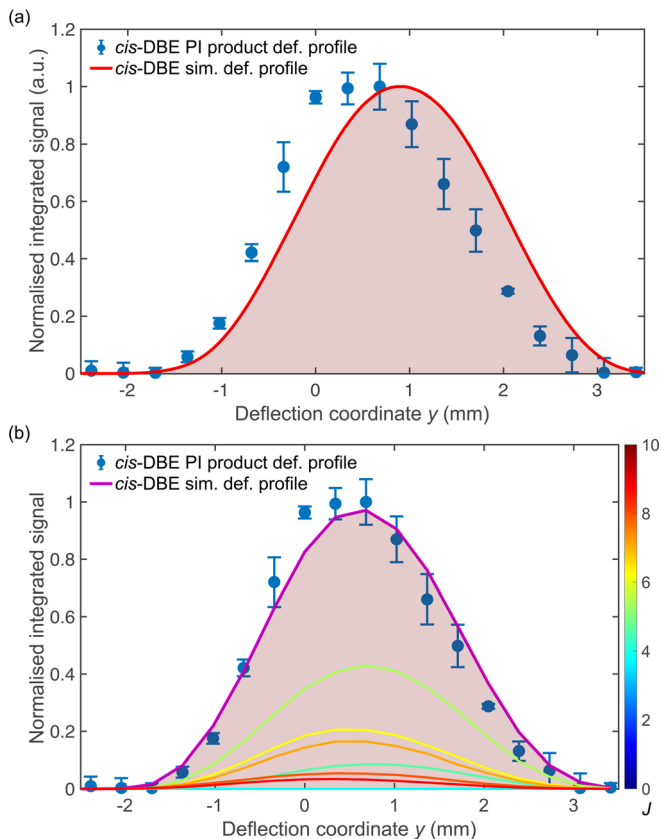 (a)
1.2
1
0.8
0.6
0.4
0.2
0
cis-DBE PI product def. profile
cis-DBE sim. def. profile
Normalised integrated signal (a.u.)
-2 -1 0 1 2 3
Deflection coordinate y (mm)
(b)
1.2
1
0.8
0.6
0.4
0.2
0
cis-DBE PI product def. profile
cis-DBE sim. def. profile
Normalised integrated signal
10
8
6
4
2
0
-2 -1 0 1 2 3
J
Deflection coordinate y (mm)